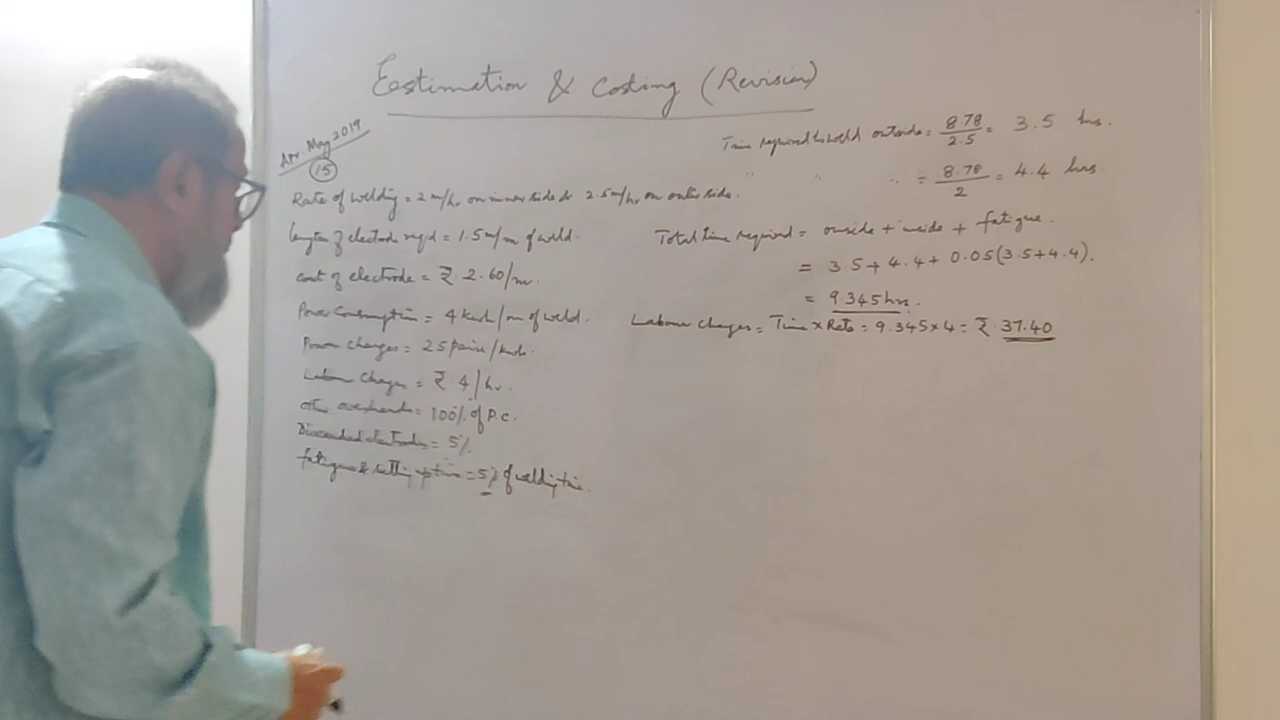 Eestimation & Costing (Revision)
Apr. May 2019
15
Rate of welding = 2 m/hr on inner side & 2.5 m/hr on outer side.
length of electrode reqd = 1.5 m/m of weld.
cost of electrode = ₹. 2.60/m.
Power Consumption = 4 kwh/m of weld.
Power charges = 25 paise/kwh.
Labour charges = ₹ 4/hr.
other overheads = 100% of P.C.
Discarded electrodes = 5%
fatigue & setting up time = 5% of welding time.
Time required to weld outside = 8.78/2.5 = 3.5 hrs.
" " " = 8.78/2 = 4.4 hrs
Total time required = outside + inside + fatigue.
= 3.5 + 4.4 + 0.05(3.5+4.4).
= 9.345 hrs.
Labour charges = Time × Rate = 9.345×4 = ₹. 37.40